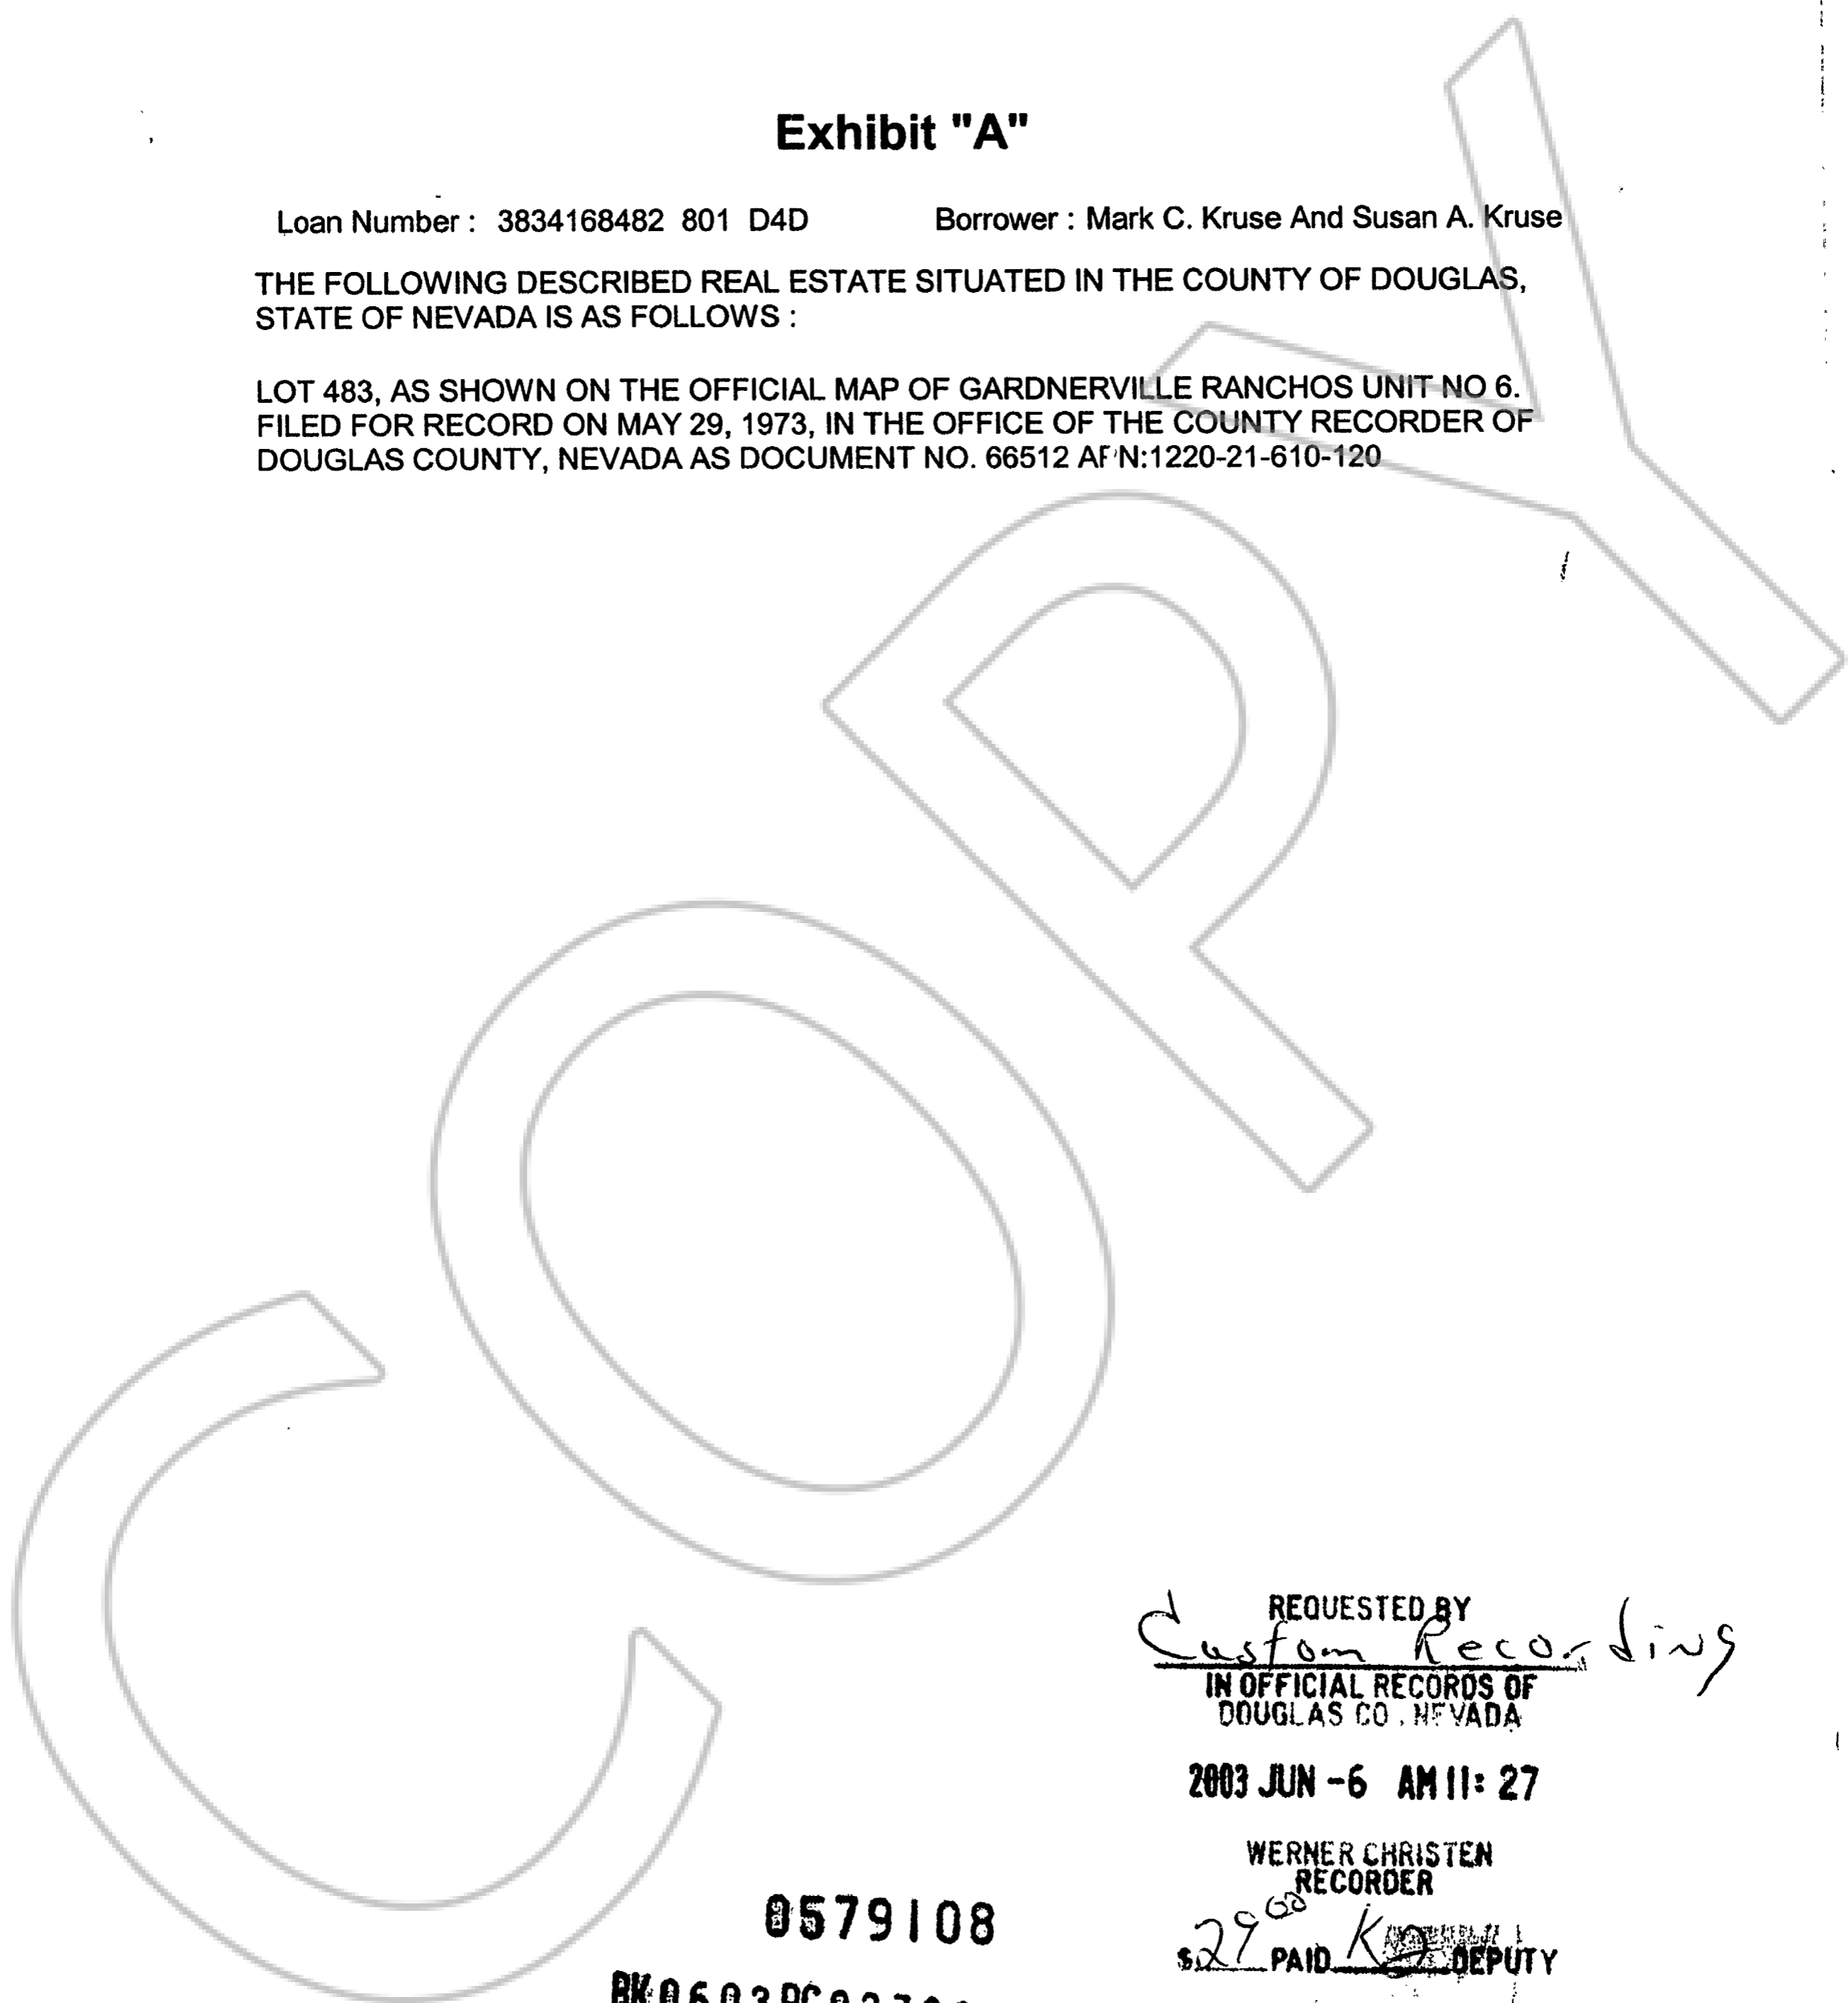 Exhibit "A"
Loan Number : 3834168482 801 D4D Borrower : Mark C. Kruse And Susan A. Kruse
THE FOLLOWING DESCRIBED REAL ESTATE SITUATED IN THE COUNTY OF DOUGLAS,
STATE OF NEVADA IS AS FOLLOWS :
LOT 483, AS SHOWN ON THE OFFICIAL MAP OF GARDNERVILLE RANCHOS UNIT NO 6.
FILED FOR RECORD ON MAY 29, 1973, IN THE OFFICE OF THE COUNTY RECORDER OF
DOUGLAS COUNTY, NEVADA AS DOCUMENT NO. 66512 APN:1220-21-610-120
COPY
REQUESTED BY
Custom Recording
IN OFFICIAL RECORDS OF
DOUGLAS CO., NEVADA
2003 JUN -6 AM 11: 27
WERNER CHRISTEN
RECORDER
0579108
$29 00 PAID DEPUTY